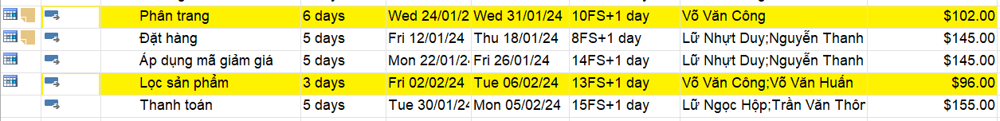 Phân trang 6 days Wed 24/01/2 Wed 31/01/24 10FS+1 day Võ Văn Công $102.00
Đặt hàng 5 days Fri 12/01/24 Thu 18/01/24 8FS+1 day Lữ Nhựt Duy;Nguyễn Thanh $145.00
Áp dụng mã giảm giá 5 days Mon 22/01/ Fri 26/01/24 14FS+1 day Lữ Nhựt Duy;Nguyễn Thanh $145.00
Lọc sản phẩm 3 days Fri 02/02/24 Tue 06/02/24 13FS+1 day Võ Văn Công;Võ Văn Huấn $96.00
Thanh toán 5 days Tue 30/01/24 Mon 05/02/24 15FS+1 day Lữ Ngọc Hộp;Trần Văn Thôn $155.00